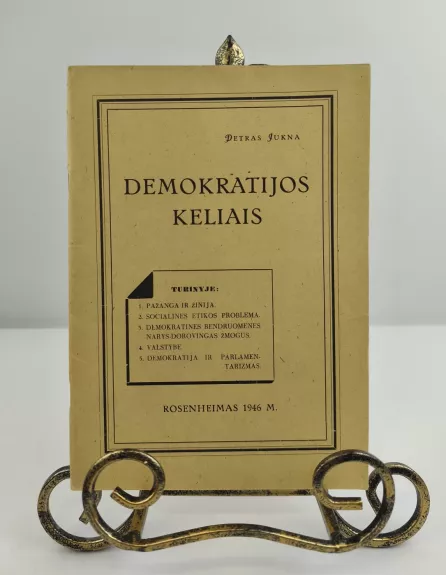 PETRAS JUKNA
DEMOKRATIJOS
KELIAIS
TURINYJE:
1. PAŽANGA IR ŽINIJA.
2. SOCIALINĖS ETIKOS PROBLEMA.
3. DEMOKRATINĖS BENDRUOMENĖS
NARYS-DOROVINGAS ŽMOGUS.
4. VALSTYBĖ
5. DEMOKRATIJA IR PARLAMEN-
TARIZMAS.
ROSENHEIMAS 1946 M.